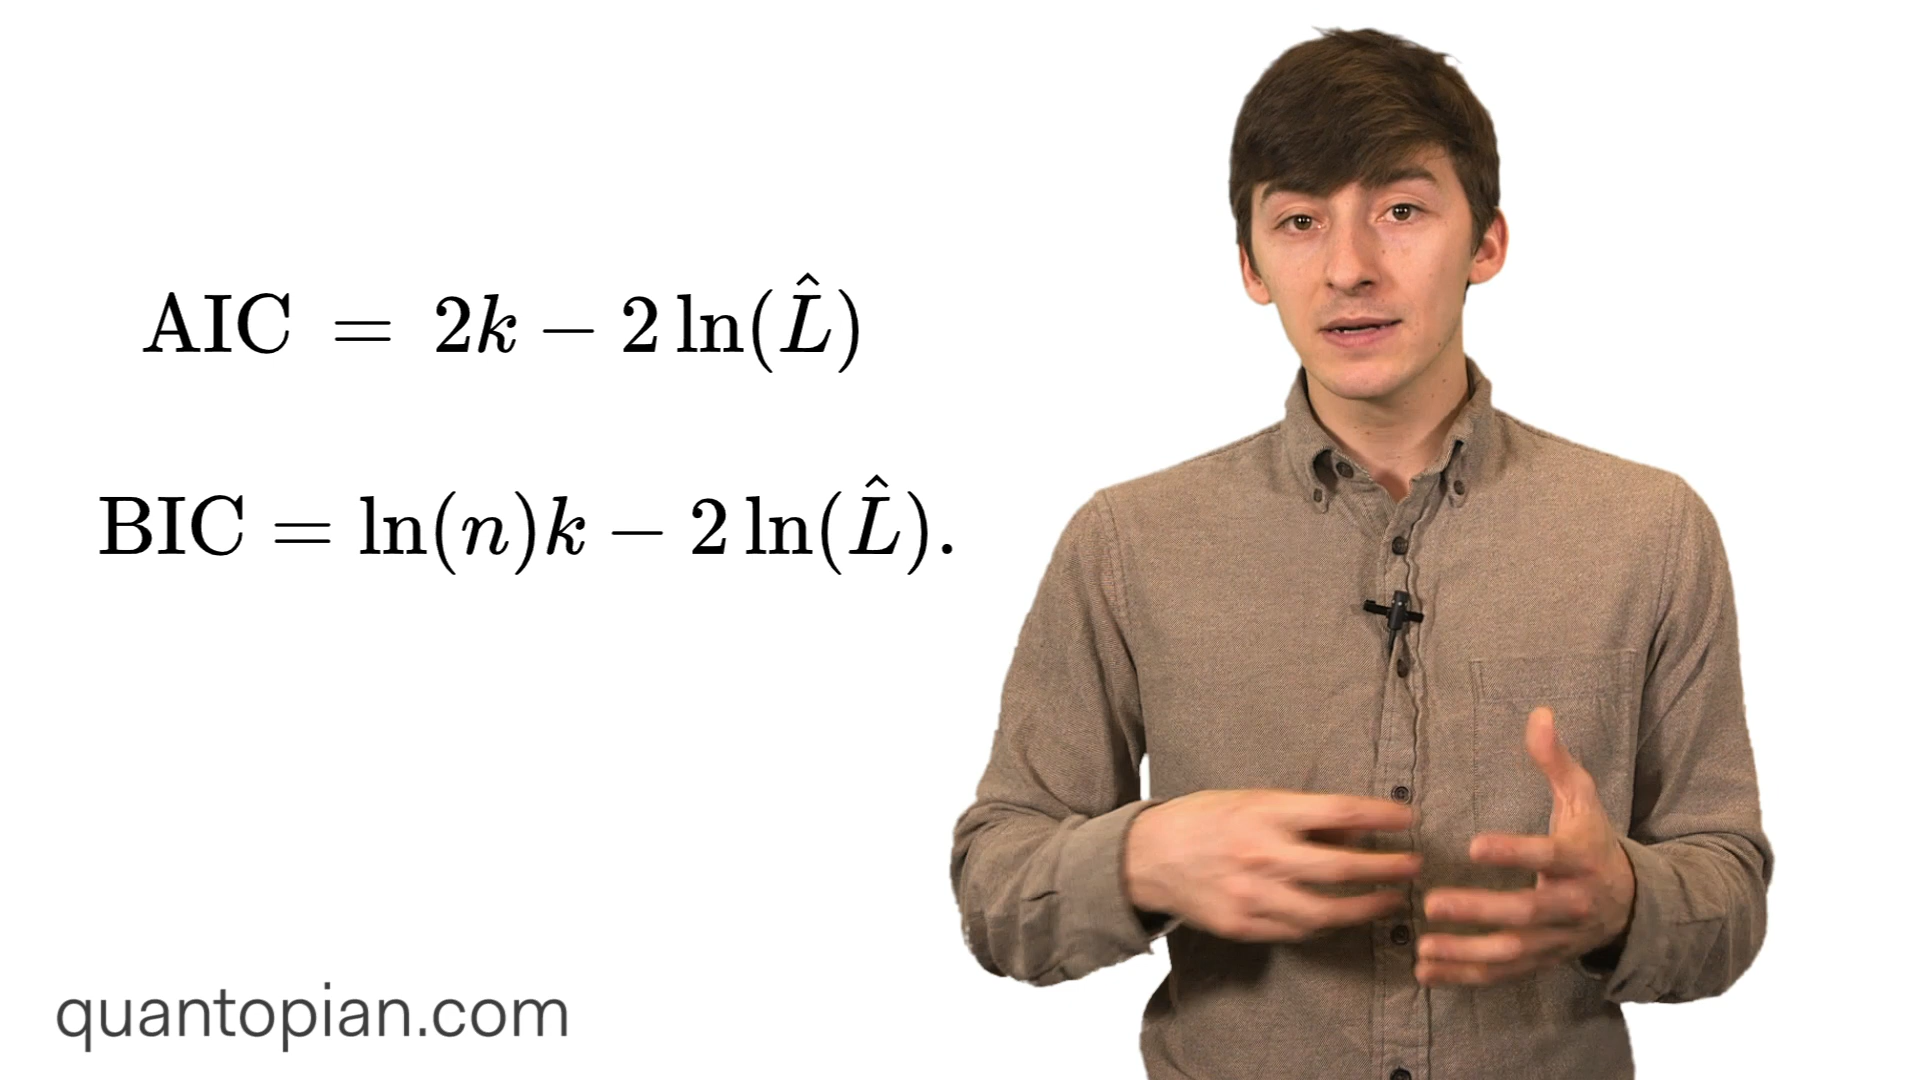 AIC = 2k − 2 ln(L̂)
BIC = ln(n)k − 2 ln(L̂).
quantopian.com